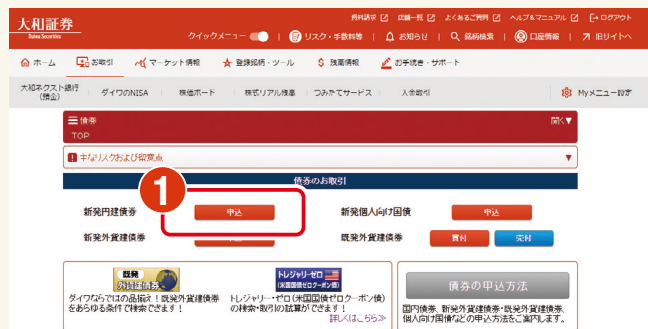 大和証券
Daiwa Securities
資料請求 店舗一覧 よくあるご質問 ヘルプ&マニュアル ログアウト
クイックメニュー リスク・手数料等 お知らせ 銘柄検索 口座情報 旧サイトへ
ホーム お取引 マーケット情報 登録銘柄・ツール 残高情報 お手続き・サポート
大和ネクスト銀行
(預金)
ダイワのNISA 株価ボード 株式リアル残高 つみたてサービス 入金取引 Myメニュー設定
債券 開く▼
TOP
主なリスクおよび留意点 ▼
債券のお取引
1
新発円建債券 申込 新発個人向け国債 申込
新発外貨建債券 既発外貨建債券 買付 売付
既発
外貨建債券
トレジャリーゼロ
(米国国債ゼロクーポン債)
債券の申込方法
ダイワならではの品揃え!既発外貨建債券
をあらゆる条件で検索できます!
トレジャリー・ゼロ(米国国債ゼロクーポン債)
の検索・取引の試算ができます!
詳しくはこちら≫
国内債券、新発外貨建債券・既発外貨建債券、
個人向け国債などの申込方法をご案内します。